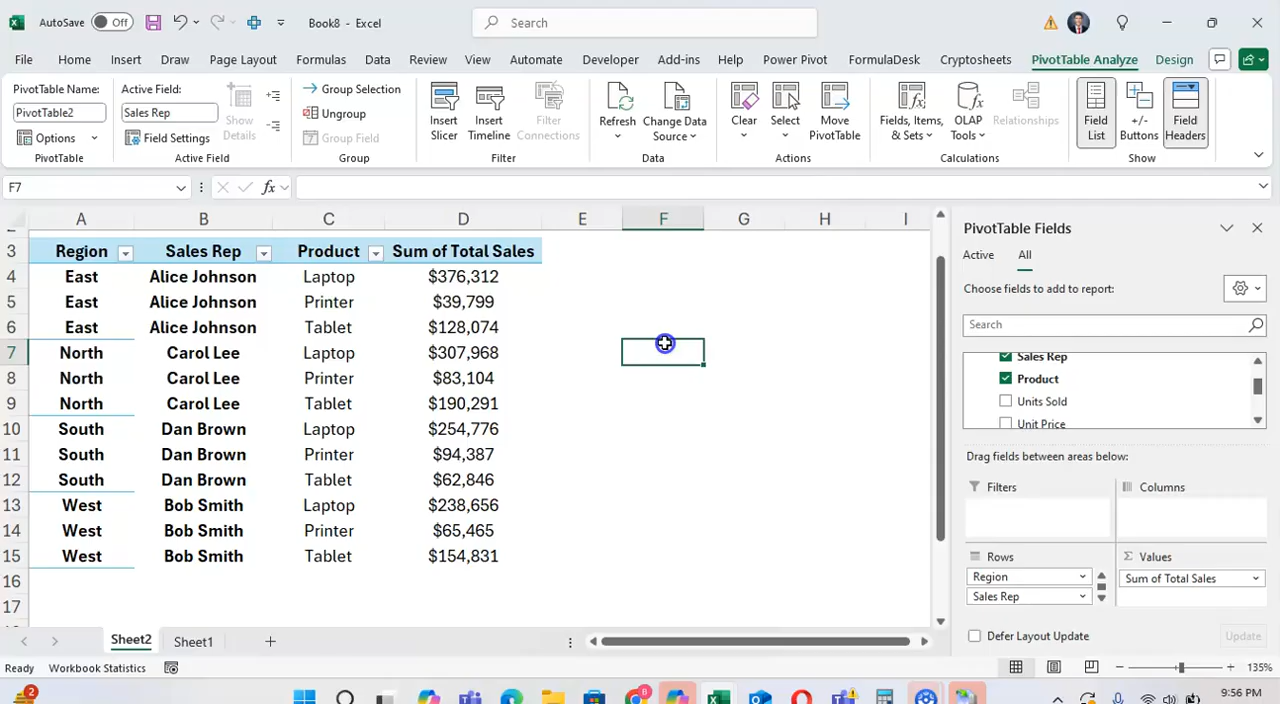 AutoSave Off Book8 - Excel Search
File Home Insert Draw Page Layout Formulas Data Review View Automate Developer Add-ins Help Power Pivot FormulaDesk Cryptosheets PivotTable Analyze Design
PivotTable Name:
PivotTable2
Options
PivotTable
Active Field:
Sales Rep
Field Settings
Show Details
Active Field
Group Selection
Ungroup
Group Field
Group
Insert Slicer
Insert Timeline
Filter Connections
Filter
Refresh
Change Data Source
Data
Clear
Select
Move PivotTable
Actions
Fields, Items, & Sets
OLAP Tools
Relationships
Calculations
Field List
+/- Buttons
Field Headers
Show
F7 fx
A B C D E F G H I
3 Region Sales Rep Product Sum of Total Sales
4 East Alice Johnson Laptop $376,312
5 East Alice Johnson Printer $39,799
6 East Alice Johnson Tablet $128,074
7 North Carol Lee Laptop $307,968
8 North Carol Lee Printer $83,104
9 North Carol Lee Tablet $190,291
10 South Dan Brown Laptop $254,776
11 South Dan Brown Printer $94,387
12 South Dan Brown Tablet $62,846
13 West Bob Smith Laptop $238,656
14 West Bob Smith Printer $65,465
15 West Bob Smith Tablet $154,831
16
17
PivotTable Fields
Active All
Choose fields to add to report:
Search
Sales Rep
Product
Units Sold
Unit Price
Drag fields between areas below:
Filters Columns
Rows Σ Values
Region Sum of Total Sales
Sales Rep
Defer Layout Update Update
Sheet2 Sheet1
Ready Workbook Statistics 135%
2 8 9:56 PM